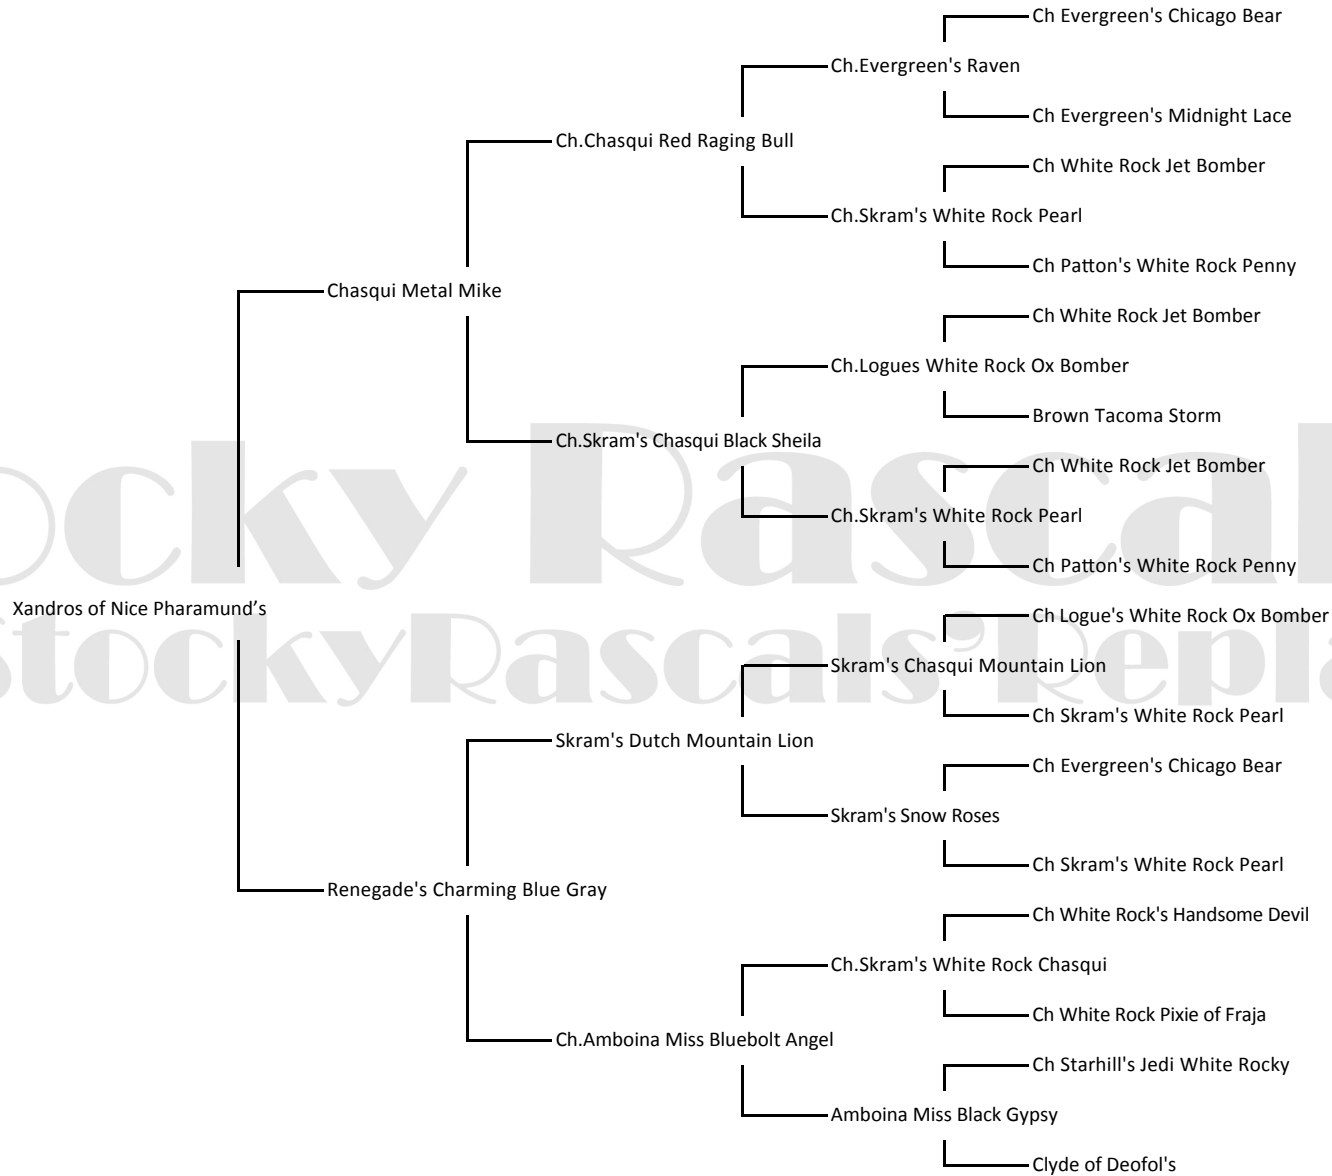 Ch Evergreen's Chicago Bear
Ch.Evergreen's Raven
Ch Evergreen's Midnight Lace
Ch.Chasqui Red Raging Bull
Ch White Rock Jet Bomber
Ch.Skram's White Rock Pearl
Ch Patton's White Rock Penny
Chasqui Metal Mike
Ch White Rock Jet Bomber
Ch.Logues White Rock Ox Bomber
Brown Tacoma Storm
Ch.Skram's Chasqui Black Sheila
Ch White Rock Jet Bomber
Ch.Skram's White Rock Pearl
Ch Patton's White Rock Penny
ocky Rascal
Xandros of Nice Pharamund’s
StockyRascals' Repla
Ch Logue's White Rock Ox Bomber
Skram's Chasqui Mountain Lion
Ch Skram's White Rock Pearl
Skram's Dutch Mountain Lion
Ch Evergreen's Chicago Bear
Skram's Snow Roses
Ch Skram's White Rock Pearl
Renegade's Charming Blue Gray
Ch White Rock's Handsome Devil
Ch.Skram's White Rock Chasqui
Ch White Rock Pixie of Fraja
Ch.Amboina Miss Bluebolt Angel
Ch Starhill's Jedi White Rocky
Amboina Miss Black Gypsy
Clyde of Deofol's